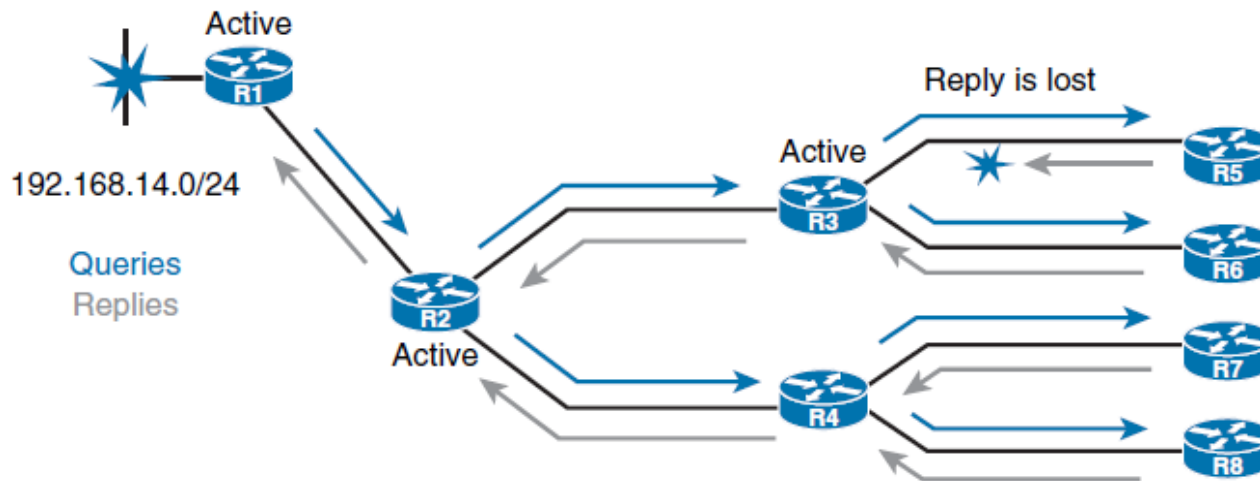 Active
R1
Reply is lost
Active
R5
192.168.14.0/24
R3
Queries
R6
Replies
R2
Active
R7
R4
R8